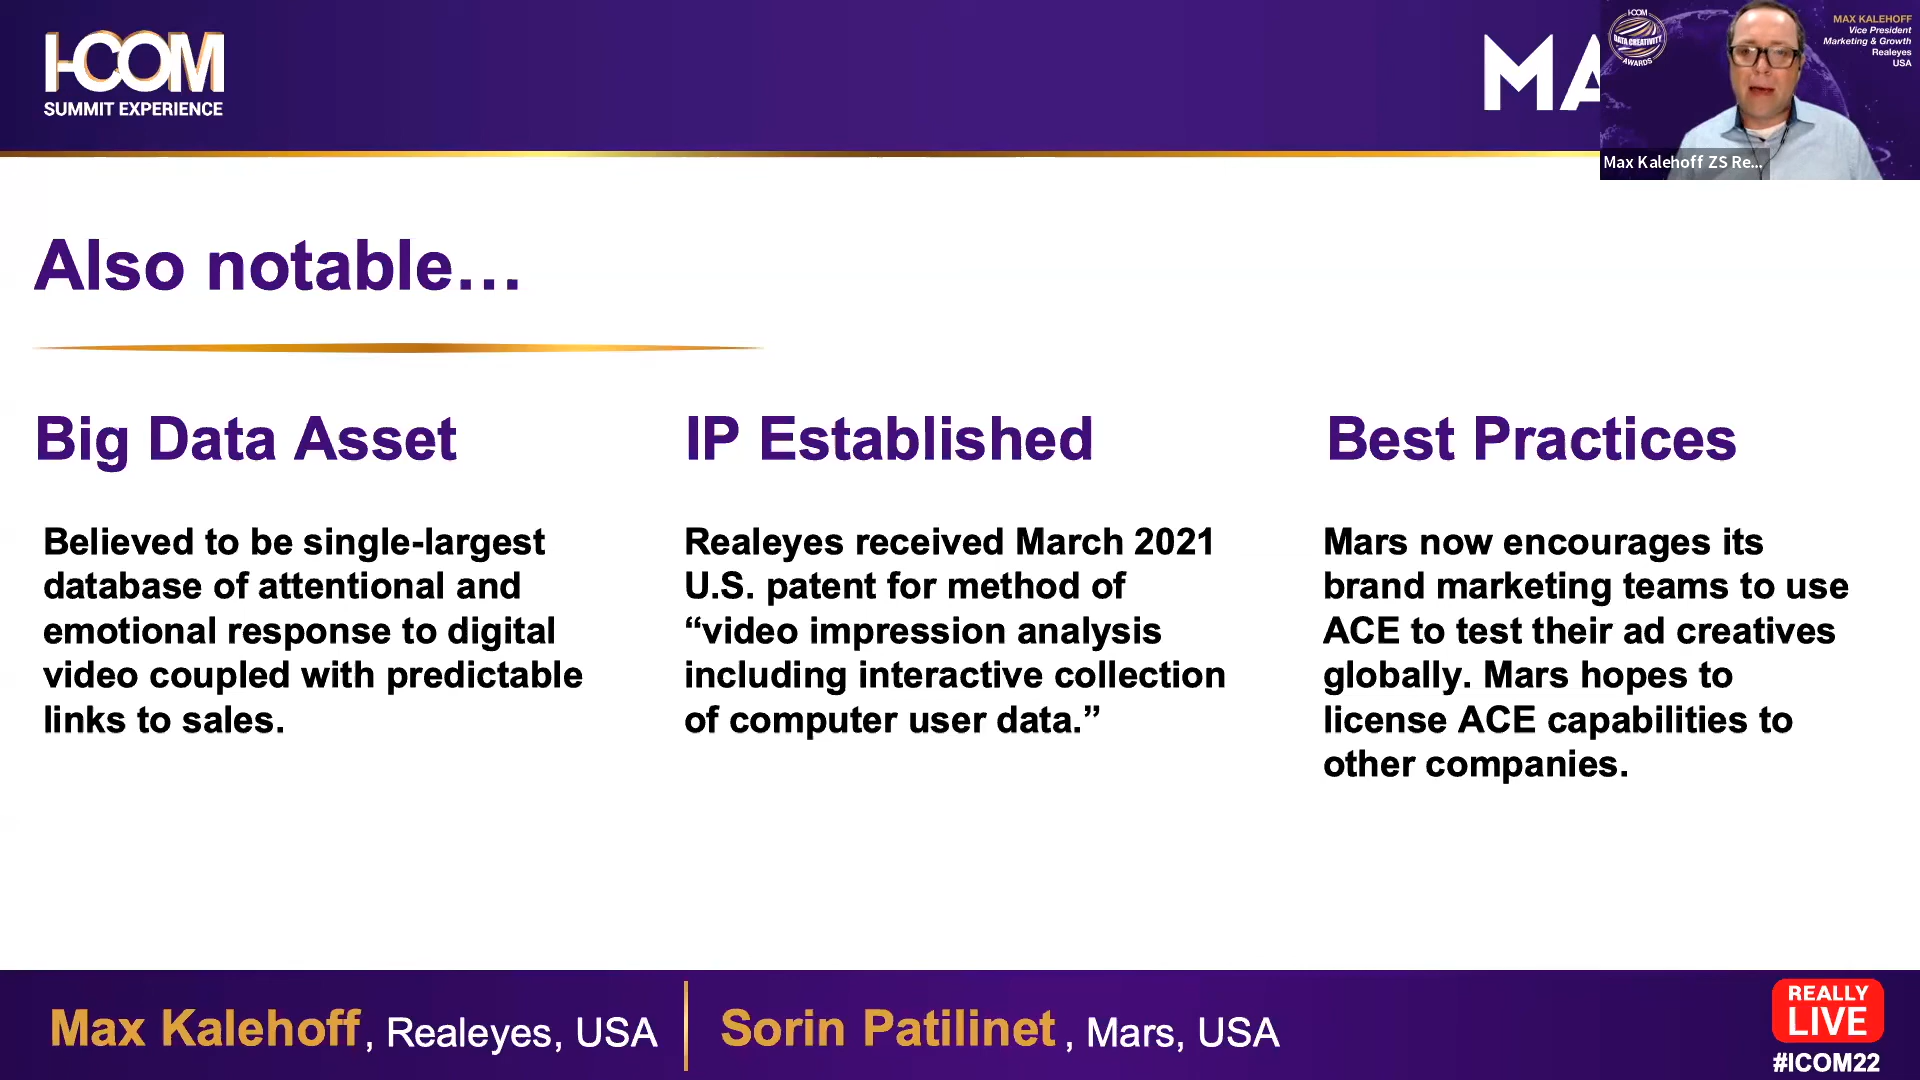 I-COM
SUMMIT EXPERIENCE
MA
I-COM
DATA CREATIVITY
AWARDS
MAX KALEHOFF
Vice President
Marketing & Growth
Realeyes
USA
Max Kalehoff ZS Re...
Also notable…
Big Data Asset
Believed to be single-largest
database of attentional and
emotional response to digital
video coupled with predictable
links to sales.
IP Established
Realeyes received March 2021
U.S. patent for method of
“video impression analysis
including interactive collection
of computer user data.”
Best Practices
Mars now encourages its
brand marketing teams to use
ACE to test their ad creatives
globally. Mars hopes to
license ACE capabilities to
other companies.
Max Kalehoff, Realeyes, USA
Sorin Patilinet, Mars, USA
REALLY
LIVE
#ICOM22